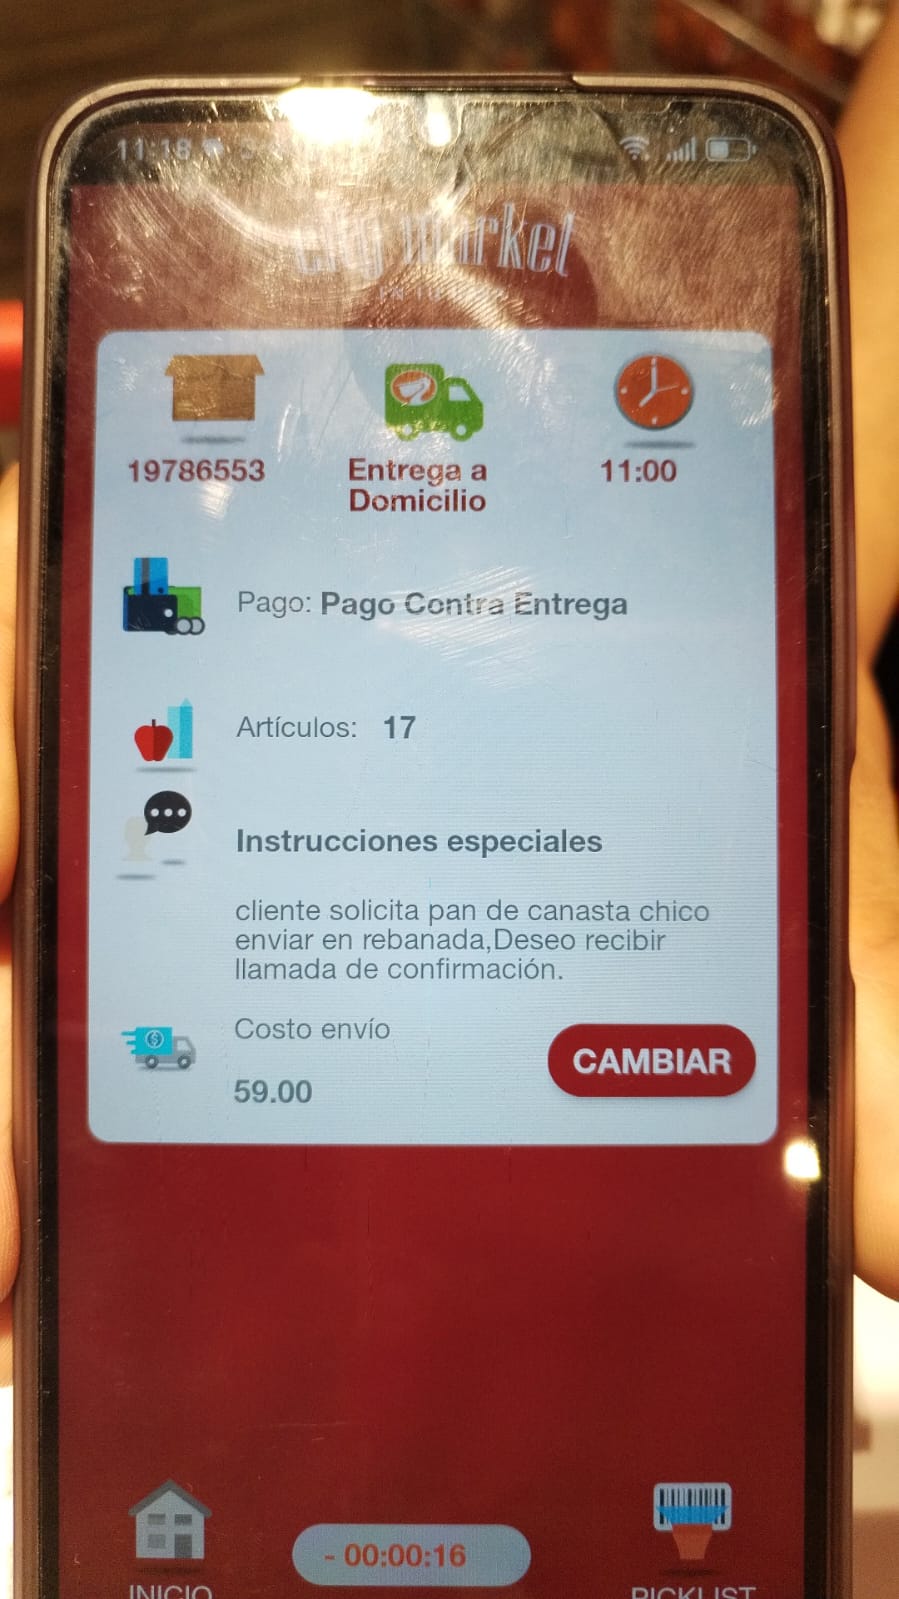 11:18
city market
19786553
Entrega a
Domicilio
11:00
Pago: Pago Contra Entrega
Artículos: 17
Instrucciones especiales
cliente solicita pan de canasta chico
enviar en rebanada,Deseo recibir
llamada de confirmación.
Costo envío
CAMBIAR
59.00
- 00:00:16
INICIO
PICKLIST